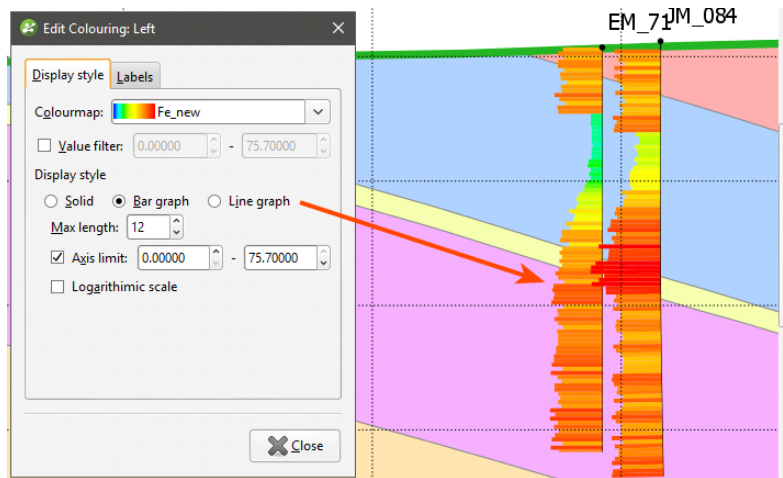 Edit Colouring: Left
Display style Labels
Colourmap: Fe_new
Value filter: 0.00000 - 75.70000
Display style
Solid Bar graph Line graph
Max length: 12
Axis limit: 0.00000 - 75.70000
Logarithimic scale
Close
EM_71 JM_084